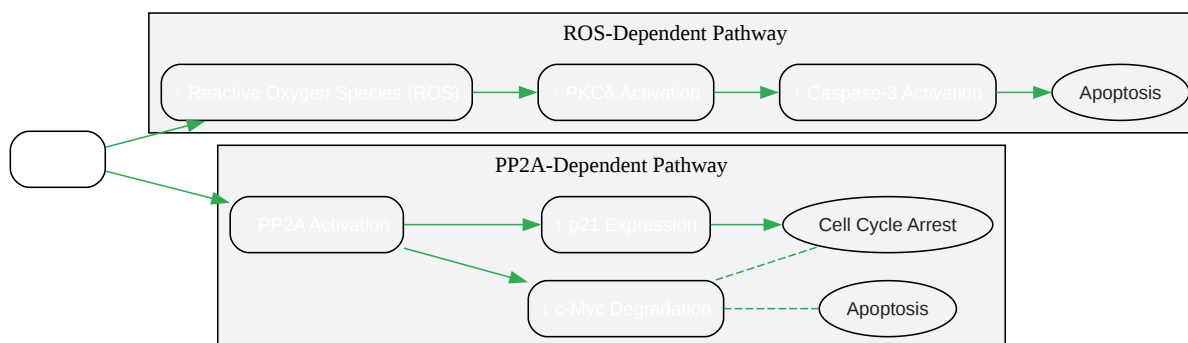 ROS-Dependent Pathway
↑ Reactive Oxygen Species (ROS)
↑ PKCδ Activation
↑ Caspase-3 Activation
Apoptosis
PP2A-Dependent Pathway
↑ PP2A Activation
↑ p21 Expression
Cell Cycle Arrest
↓ c-Myc Degradation
Apoptosis